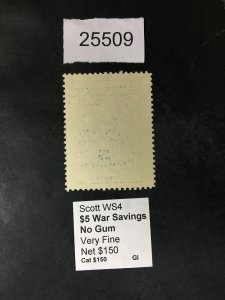 25509
Scott WS4
$5 War Savings
No Gum
Very Fine
Net $150
Cat $150 GI